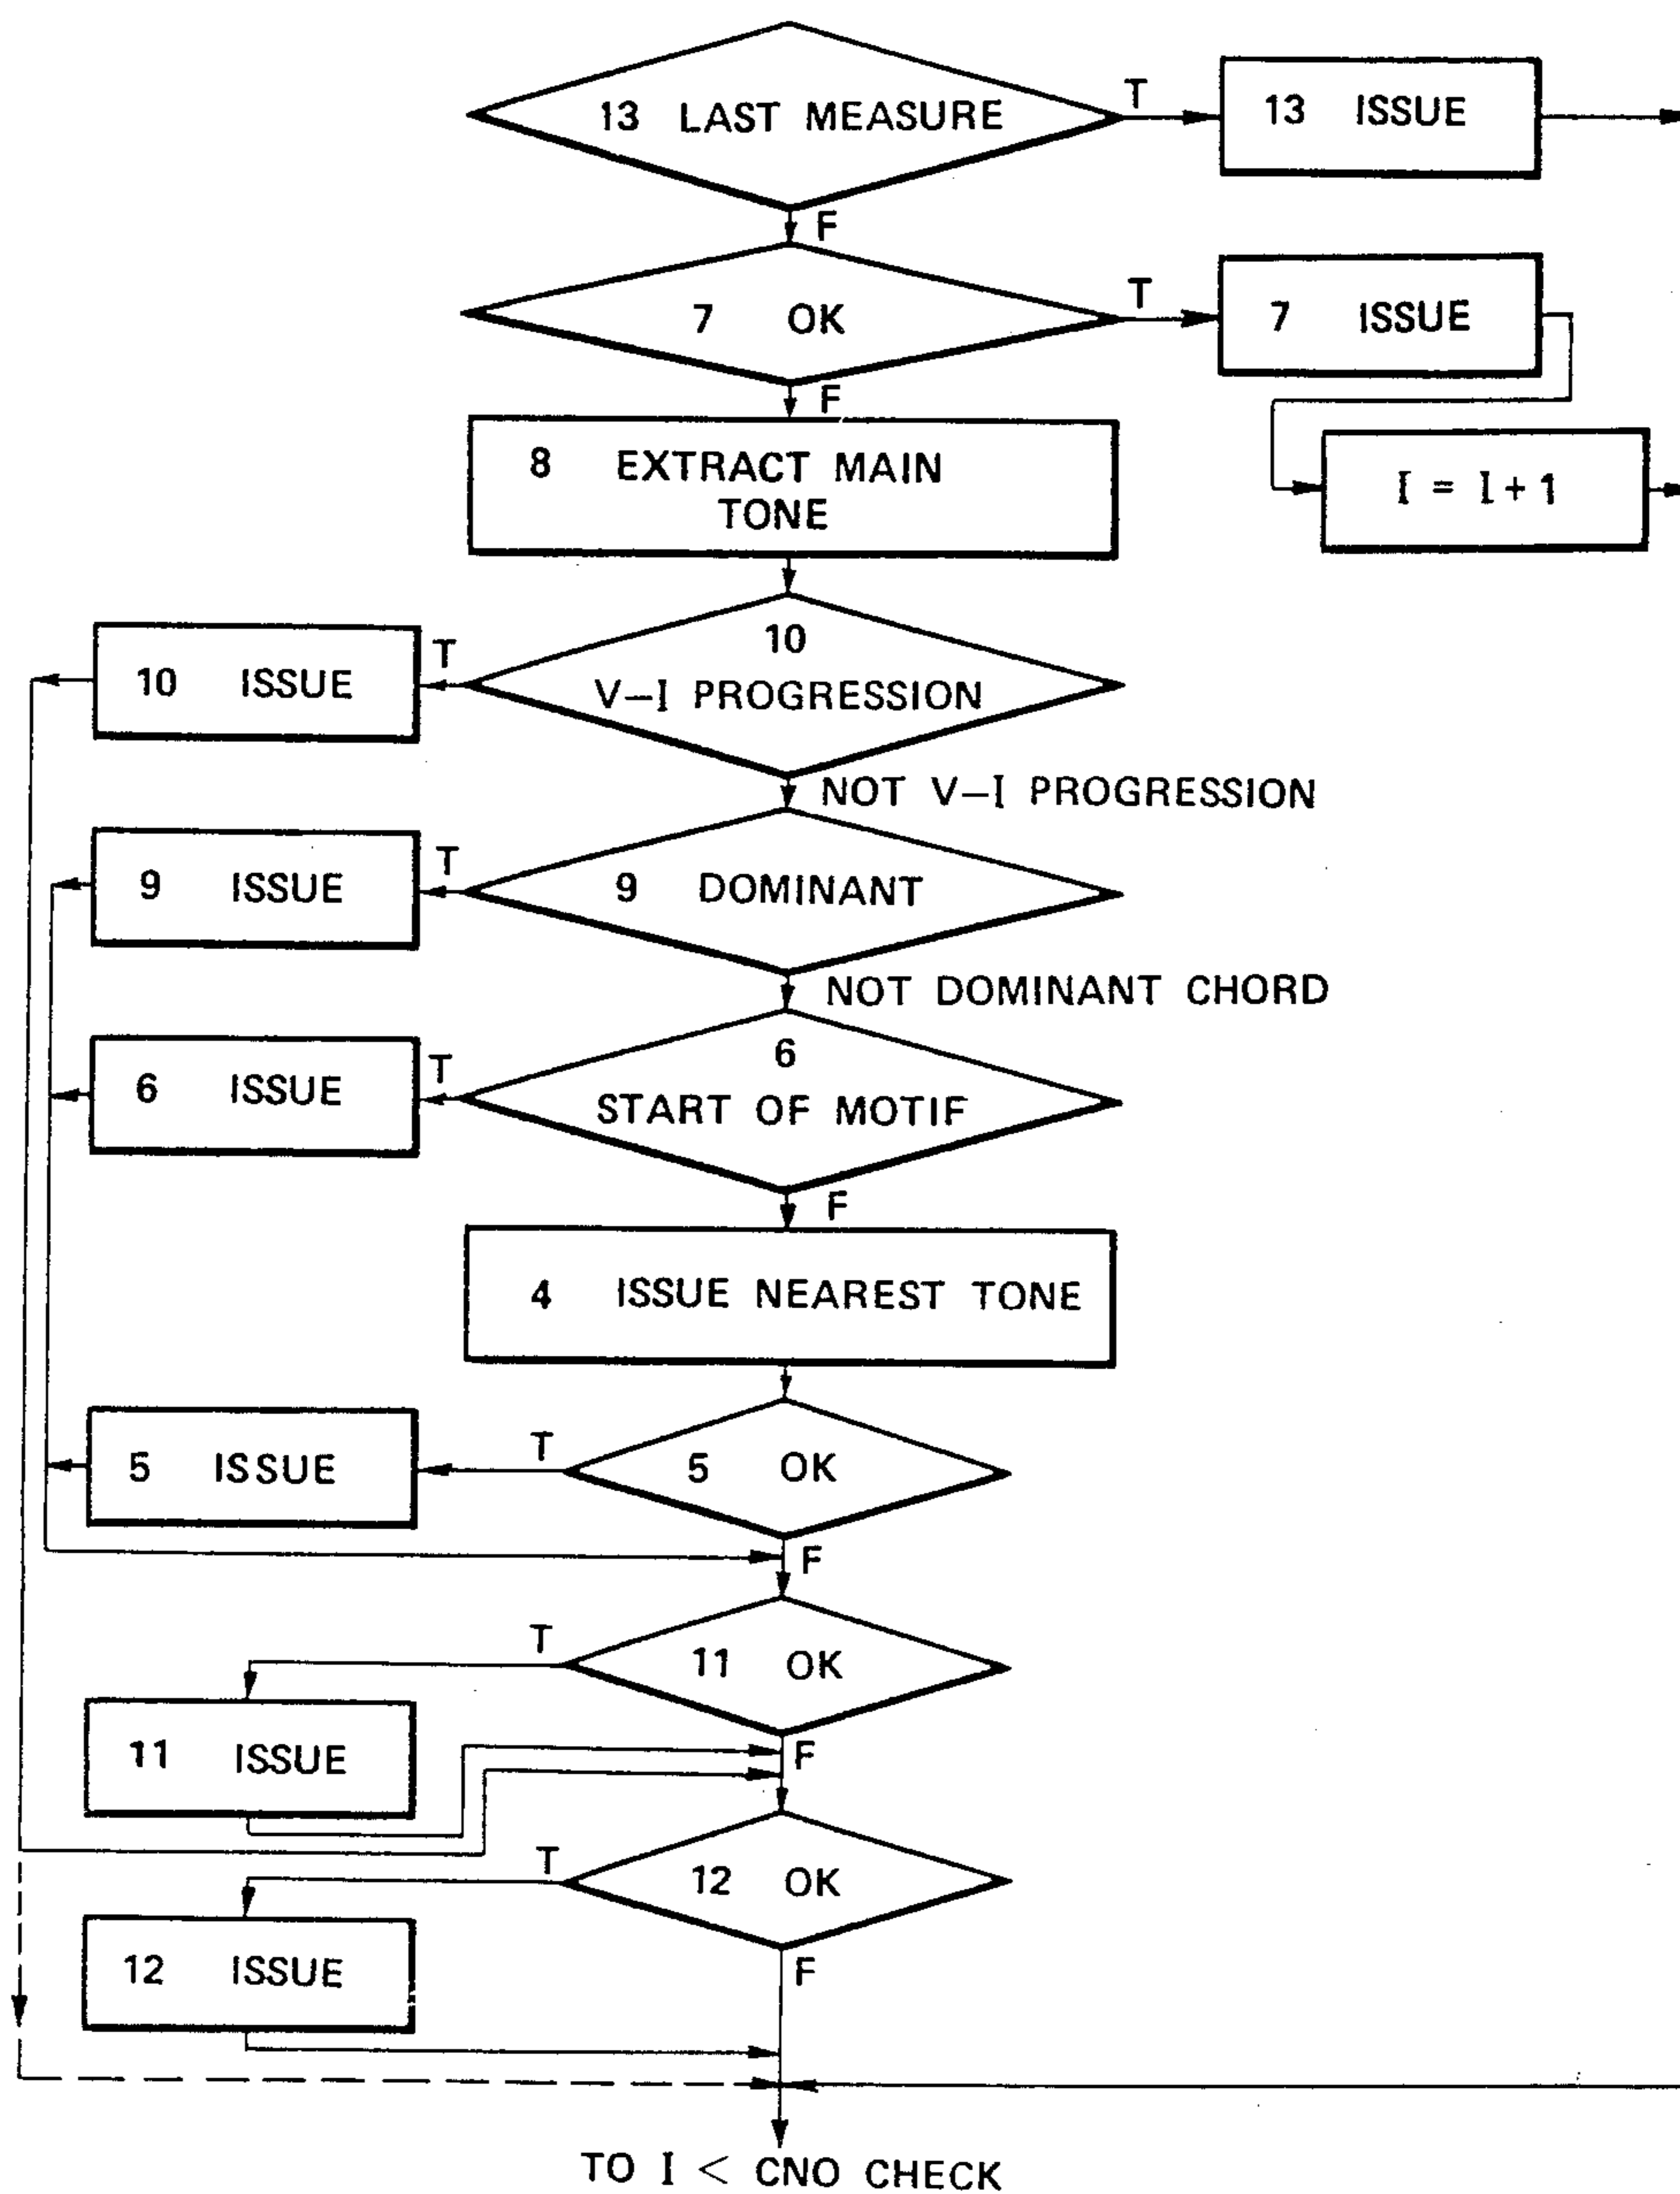 13 LAST MEASURE
T
13 ISSUE
F
7 OK
T
7 ISSUE
F
8 EXTRACT MAIN
TONE
I = I + 1
10
V–I PROGRESSION
T
10 ISSUE
NOT V–I PROGRESSION
9 DOMINANT
T
9 ISSUE
NOT DOMINANT CHORD
6
START OF MOTIF
T
6 ISSUE
F
4 ISSUE NEAREST TONE
5 OK
T
5 ISSUE
F
11 OK
T
11 ISSUE
F
12 OK
T
12 ISSUE
F
TO I < CNO CHECK